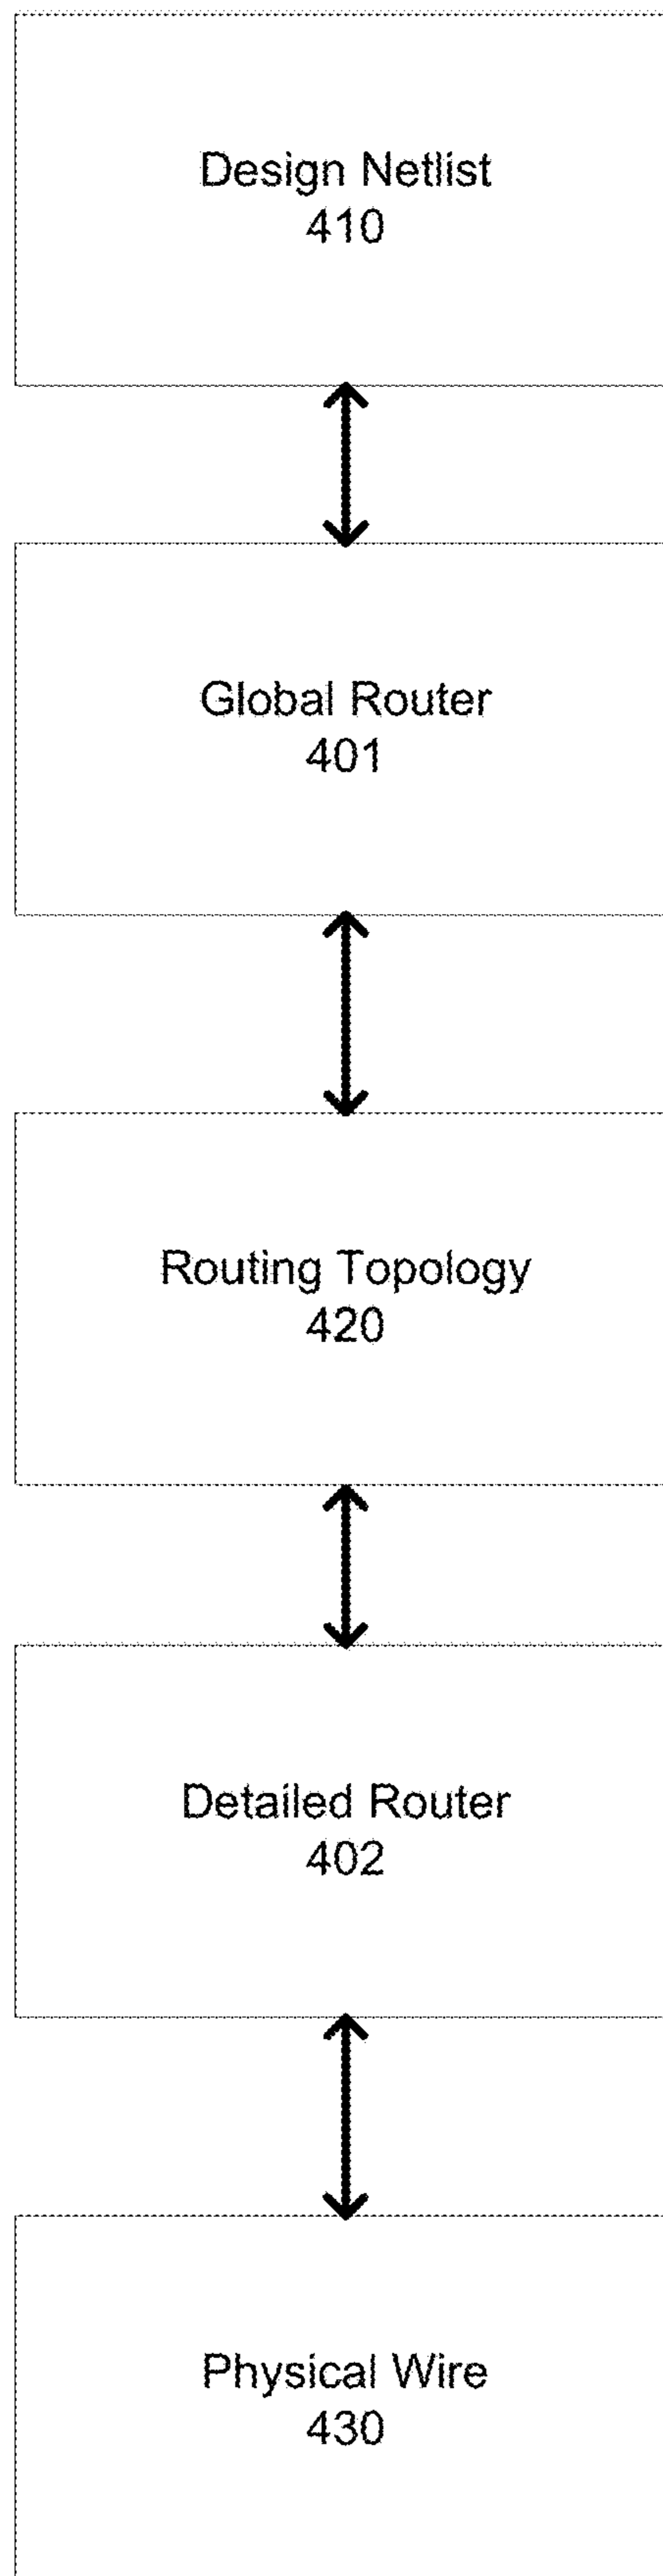 Design Netlist
410
Global Router
401
Routing Topology
420
Detailed Router
402
Physical Wire
430